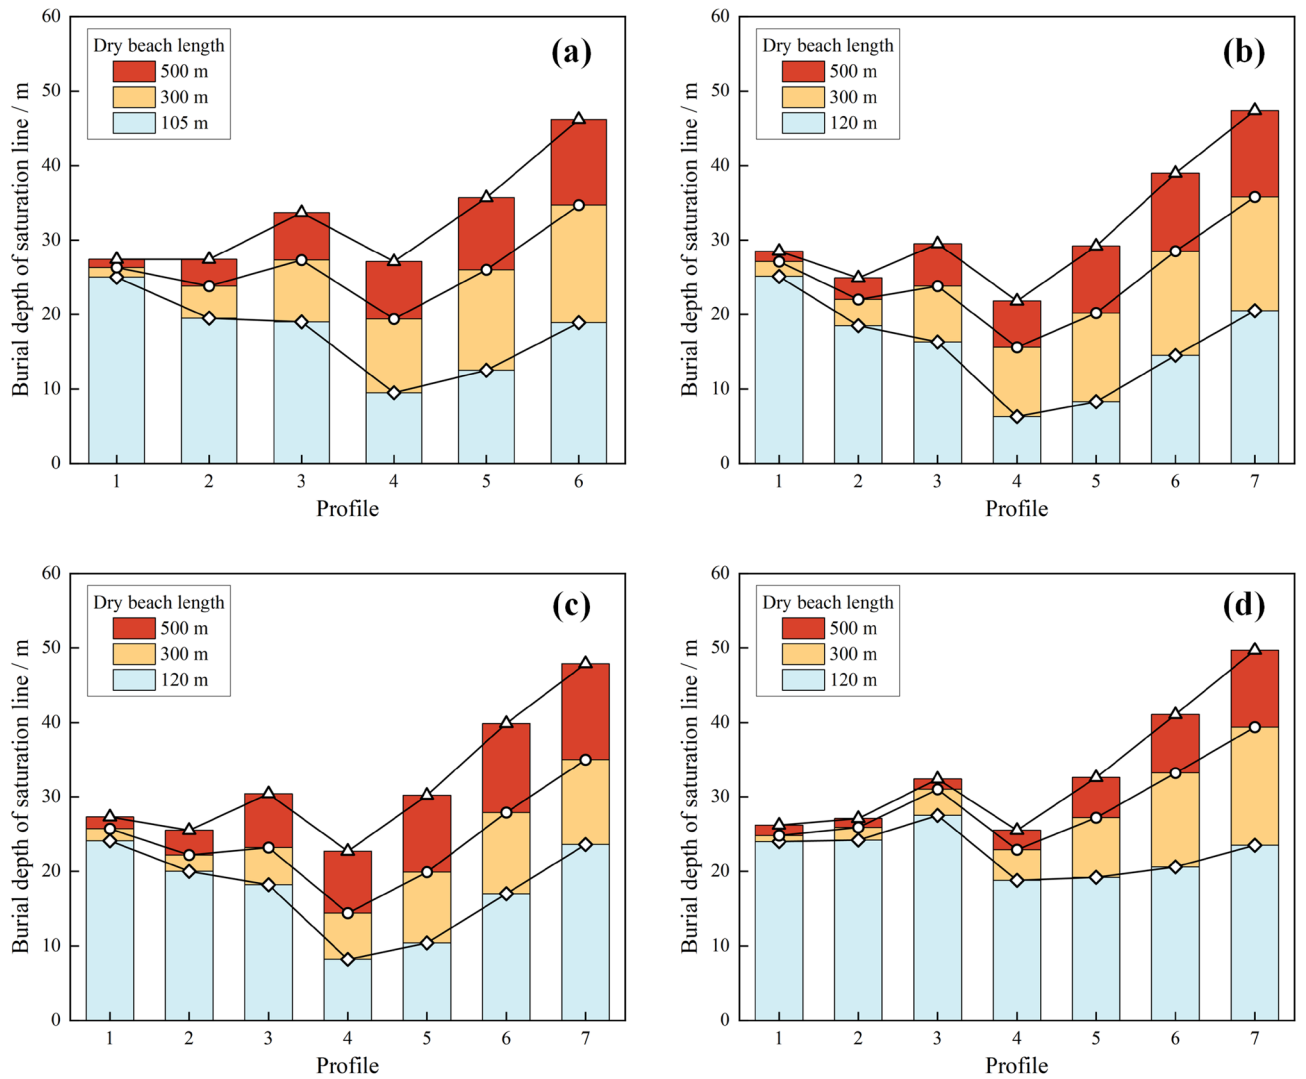 (a)
Dry beach length
500 m
300 m
105 m
Burial depth of saturation line / m
60
50
40
30
20
10
0
1 2 3 4 5 6
Profile
(b)
Dry beach length
500 m
300 m
120 m
Burial depth of saturation line / m
60
50
40
30
20
10
0
1 2 3 4 5 6 7
Profile
(c)
Dry beach length
500 m
300 m
120 m
Burial depth of saturation line / m
60
50
40
30
20
10
0
1 2 3 4 5 6 7
Profile
(d)
Dry beach length
500 m
300 m
120 m
Burial depth of saturation line / m
60
50
40
30
20
10
0
1 2 3 4 5 6 7
Profile